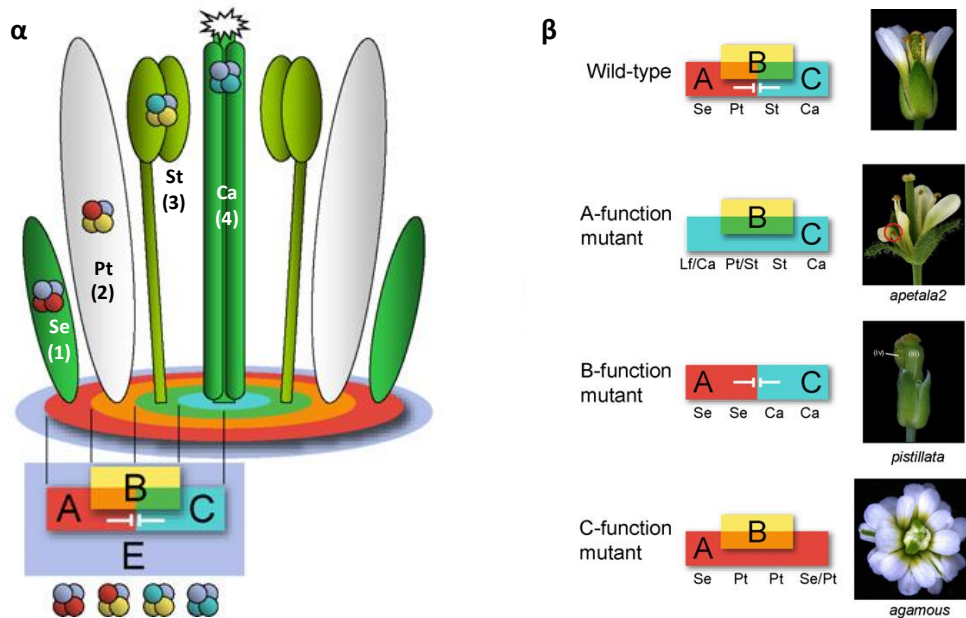 α
St
(3)
Ca
(4)
Pt
(2)
Se
(1)
B
A
C
E
β
Wild-type
B
A
C
Se Pt St Ca
A-function
mutant
B
C
Lf/Ca Pt/St St Ca
apetala2
B-function
mutant
A
C
Se Se Ca Ca
(iv)
(iii)
pistillata
C-function
mutant
B
A
Se Pt Pt Se/Pt
agamous